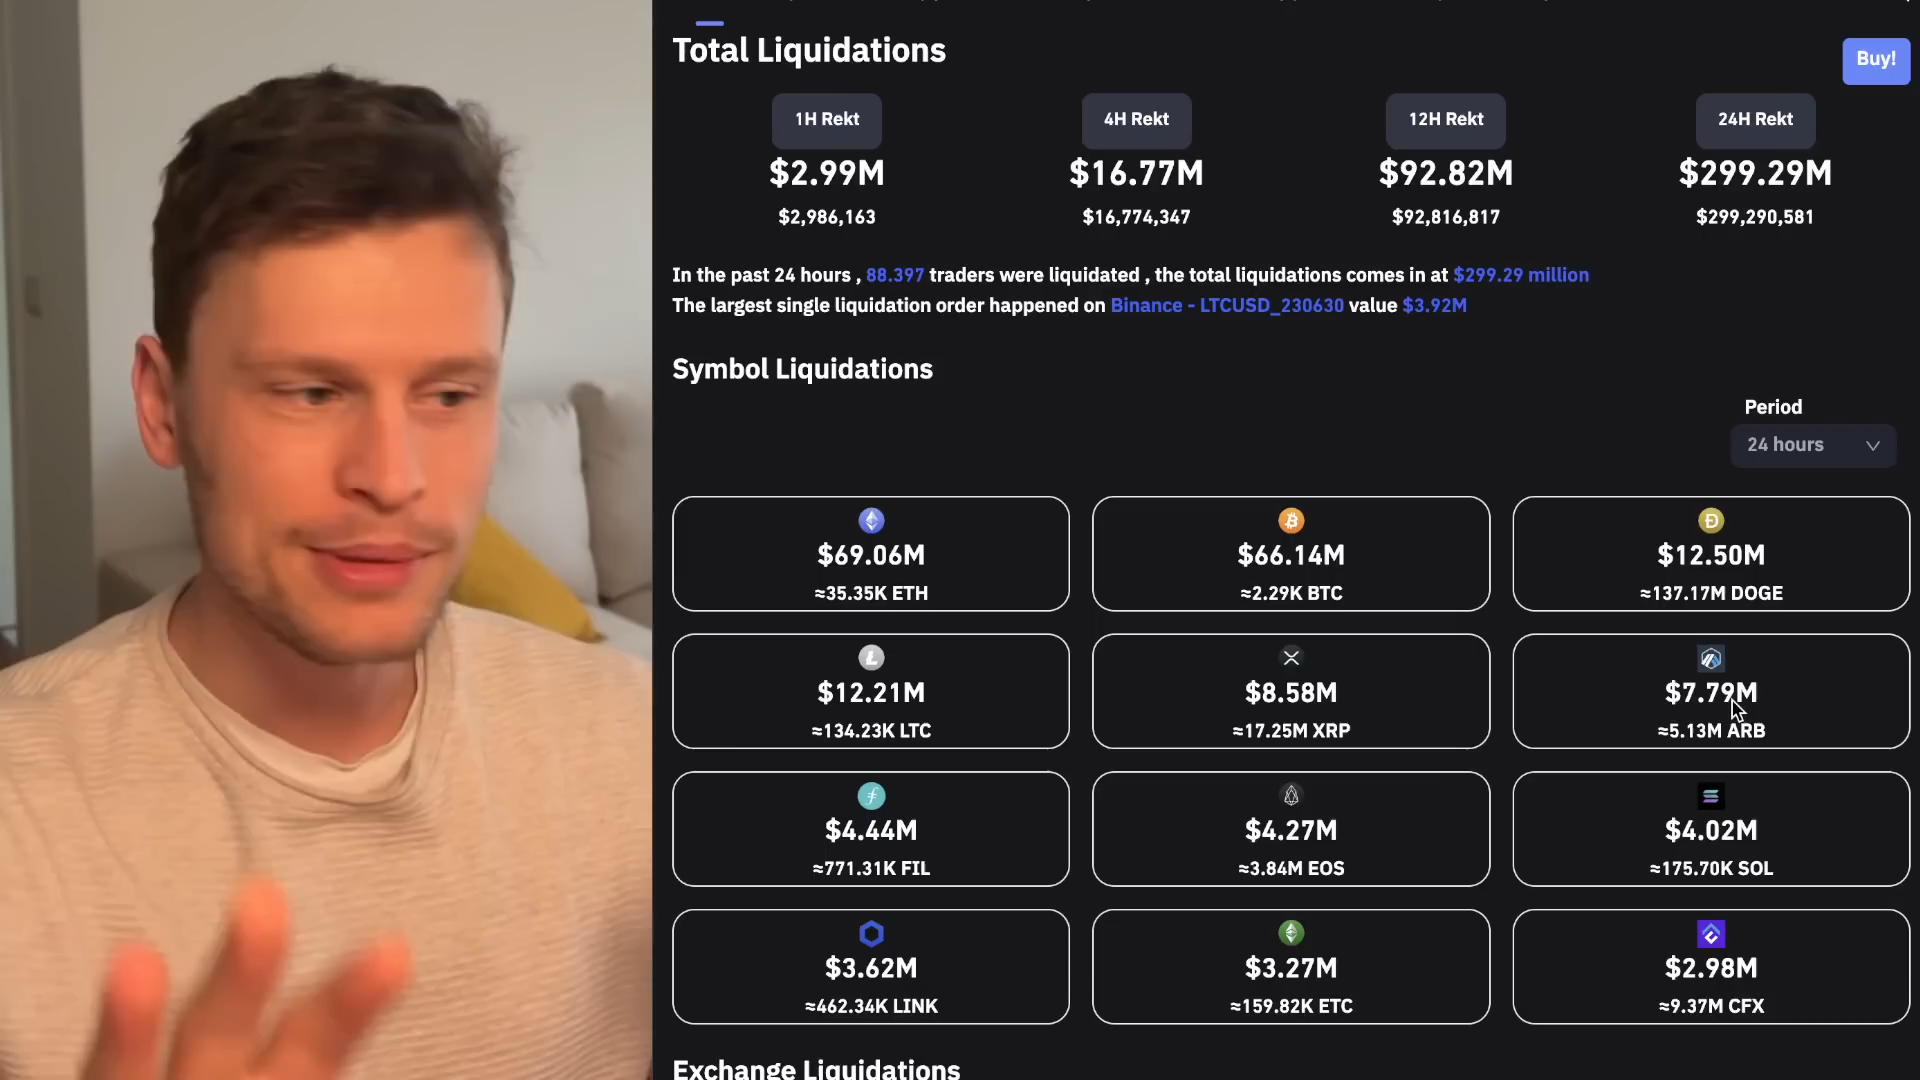 Total Liquidations
Buy!
1H Rekt
4H Rekt
12H Rekt
24H Rekt
$2.99M
$16.77M
$92.82M
$299.29M
$2,986,163
$16,774,347
$92,816,817
$299,290,581
In the past 24 hours , 88.397 traders were liquidated , the total liquidations comes in at $299.29 million
The largest single liquidation order happened on Binance - LTCUSD_230630 value $3.92M
Symbol Liquidations
Period
24 hours
$69.06M
≈35.35K ETH
$66.14M
≈2.29K BTC
$12.50M
≈137.17M DOGE
$12.21M
≈134.23K LTC
$8.58M
≈17.25M XRP
$7.79M
≈5.13M ARB
$4.44M
≈771.31K FIL
$4.27M
≈3.84M EOS
$4.02M
≈175.70K SOL
$3.62M
≈462.34K LINK
$3.27M
≈159.82K ETC
$2.98M
≈9.37M CFX
Exchange Liquidations